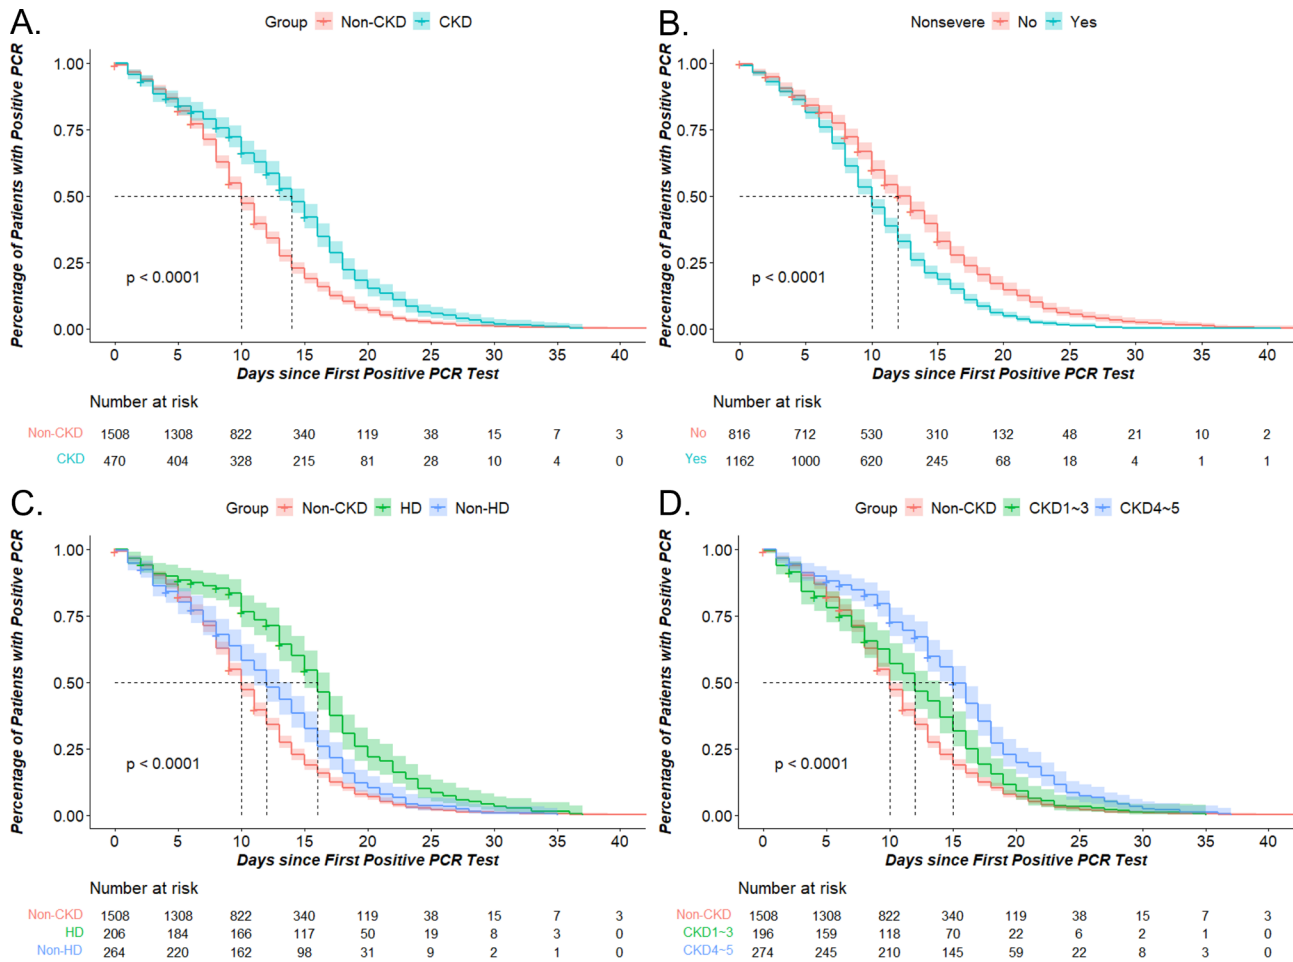 A.
Group Non-CKD CKD
Percentage of Patients with Positive PCR
1.00
0.75
0.50
0.25
0.00
p < 0.0001
0 5 10 15 20 25 30 35 40
Days since First Positive PCR Test
Number at risk
Non-CKD 1508 1308 822 340 119 38 15 7 3
CKD 470 404 328 215 81 28 10 4 0
B.
Nonsevere No Yes
Percentage of Patients with Positive PCR
1.00
0.75
0.50
0.25
0.00
p < 0.0001
0 5 10 15 20 25 30 35 40
Days since First Positive PCR Test
Number at risk
No 816 712 530 310 132 48 21 10 2
Yes 1162 1000 620 245 68 18 4 1 1
C.
Group Non-CKD HD Non-HD
Percentage of Patients with Positive PCR
1.00
0.75
0.50
0.25
0.00
p < 0.0001
0 5 10 15 20 25 30 35 40
Days since First Positive PCR Test
Number at risk
Non-CKD 1508 1308 822 340 119 38 15 7 3
HD 206 184 166 117 50 19 8 3 0
Non-HD 264 220 162 98 31 9 2 1 0
D.
Group Non-CKD CKD1~3 CKD4~5
Percentage of Patients with Positive PCR
1.00
0.75
0.50
0.25
0.00
p < 0.0001
0 5 10 15 20 25 30 35 40
Days since First Positive PCR Test
Number at risk
Non-CKD 1508 1308 822 340 119 38 15 7 3
CKD1~3 196 159 118 70 22 6 2 1 0
CKD4~5 274 245 210 145 59 22 8 3 0